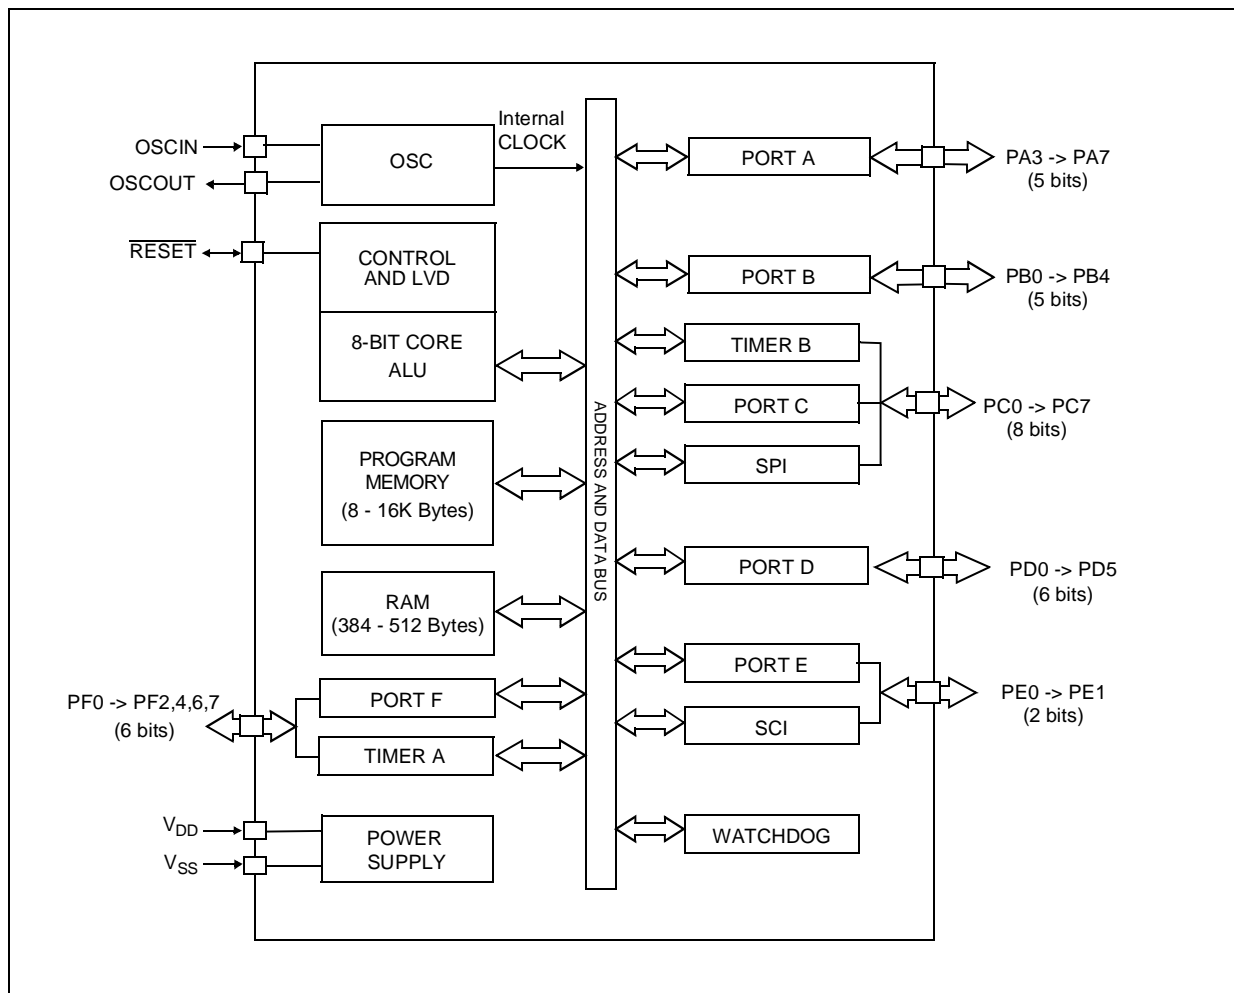 OSCIN
OSCOUT
RESET
OSC
Internal
CLOCK
CONTROL
AND LVD
8-BIT CORE
ALU
PROGRAM
MEMORY
(8 - 16K Bytes)
RAM
(384 - 512 Bytes)
PF0 -> PF2,4,6,7
(6 bits)
PORT F
TIMER A
VDD
VSS
POWER
SUPPLY
ADDRESS AND DATA BUS
PORT A
PA3 -> PA7
(5 bits)
PORT B
PB0 -> PB4
(5 bits)
TIMER B
PORT C
SPI
PC0 -> PC7
(8 bits)
PORT D
PD0 -> PD5
(6 bits)
PORT E
SCI
PE0 -> PE1
(2 bits)
WATCHDOG